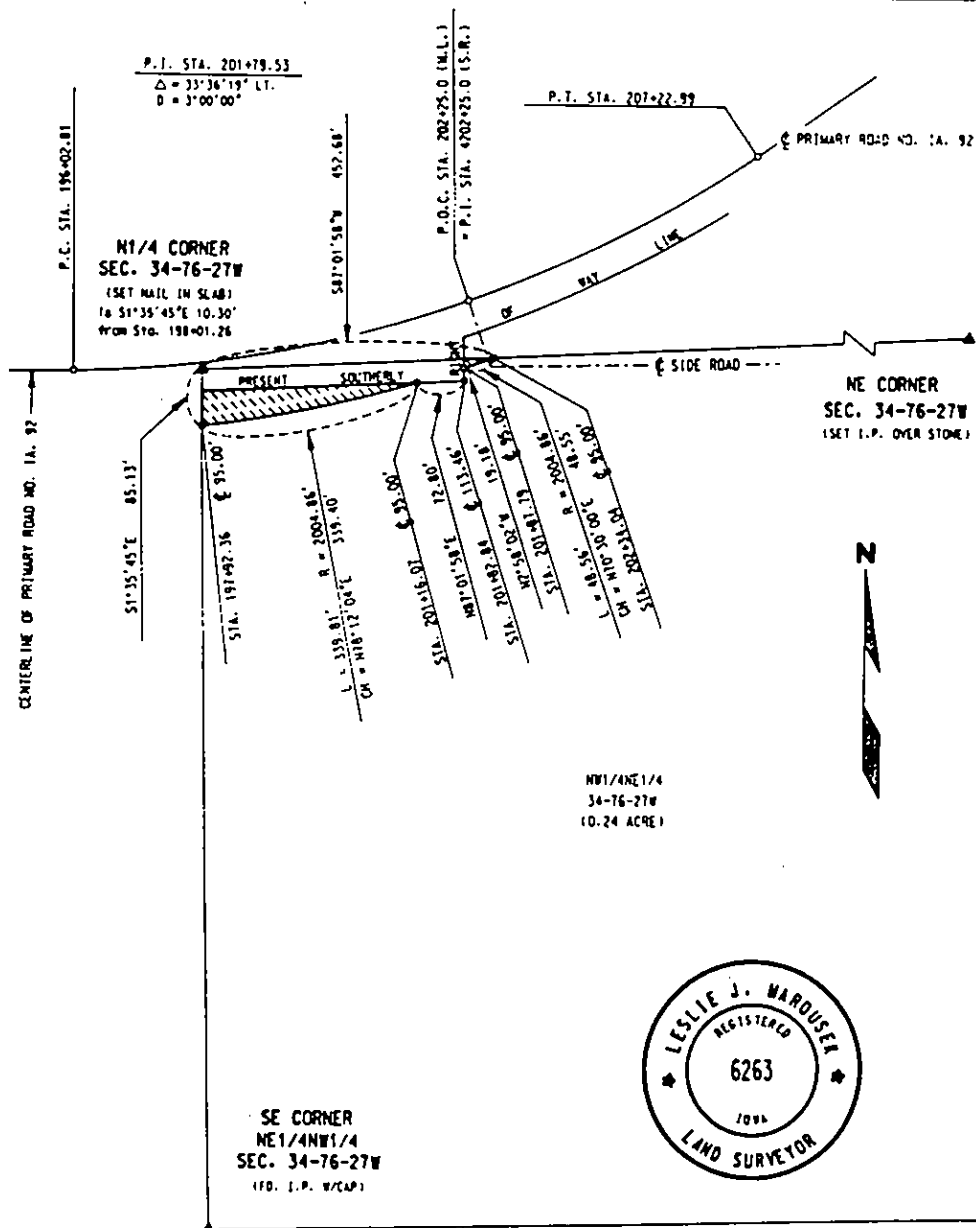 P.I. STA. 201+79.53
Δ = 33°36'19" LT.
D = 3°00'00"
P.C. STA. 196+02.81
S87°01'58"W 452.68'
P.O.C. STA. 202+25.0 (M.L.)
= P.I. STA. 4202+25.0 (S.R.)
P.T. STA. 207+22.99
℄ PRIMARY ROAD NO. IA. 92
N1/4 CORNER
SEC. 34-76-27W
(SET NAIL IN SLAB)
is S1°35'45"E 10.30'
from Sta. 198+01.26
PRESENT SOUTHERLY
OF WAY LINE
℄ SIDE ROAD
NE CORNER
SEC. 34-76-27W
(SET I.P. OVER STONE)
CENTERLINE OF PRIMARY ROAD NO. IA. 92
S1°35'45"E 85.13'
STA. 197+92.36 ℄ 95.00'
L = 339.81' R = 2004.86'
CH = N78°12'04"E 339.40'
STA. 201+16.07 ℄ 95.00'
N87°01'58"E 72.80'
STA. 201+82.84 ℄ 113.46'
N2°58'02"W 19.18'
STA. 201+87.79 ℄ 95.00'
L = 48.56' R = 2004.86'
CH = N70°30'00"E 48.55'
STA. 202+34.04 ℄ 95.00'
N
NW1/4NE1/4
34-76-27W
(0.24 ACRE)
LESLIE J. MAROUSEK
REGISTERED
6263
IOWA
LAND SURVEYOR
SE CORNER
NE1/4NW1/4
SEC. 34-76-27W
(FD. I.P. W/CAP)